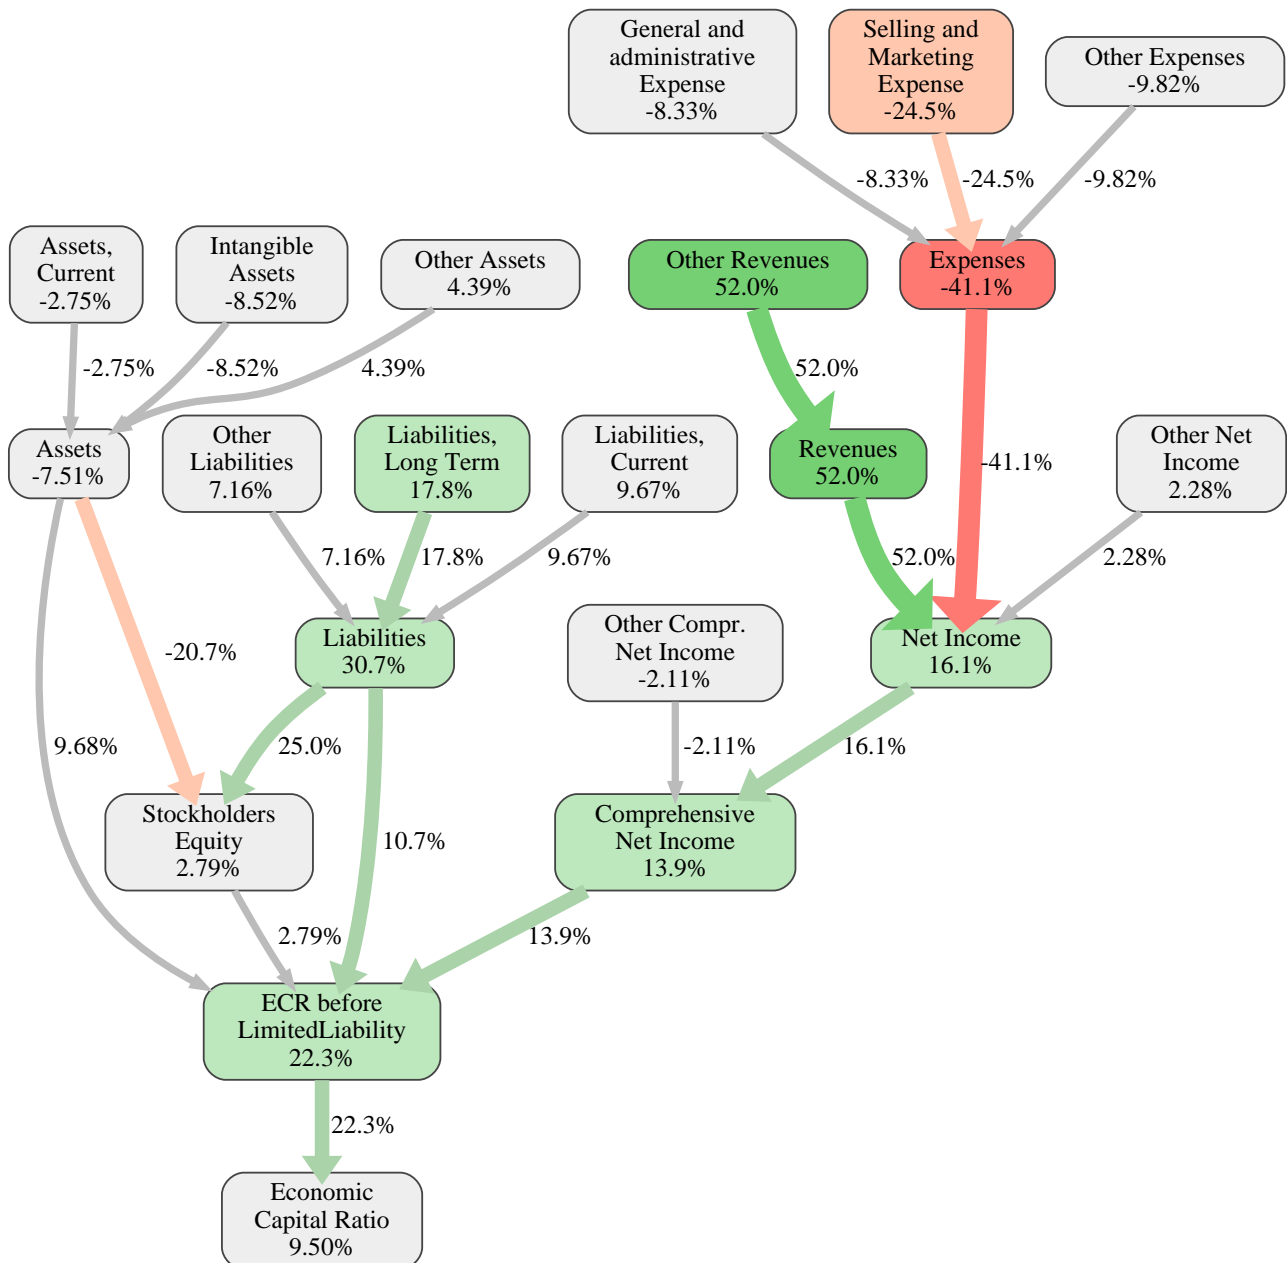 General and
administrative
Expense
-8.33%
Selling and
Marketing
Expense
-24.5%
Other Expenses
-9.82%
-8.33%
-24.5%
-9.82%
Assets,
Current
-2.75%
Intangible
Assets
-8.52%
Other Assets
4.39%
Other Revenues
52.0%
Expenses
-41.1%
-2.75%
-8.52%
4.39%
52.0%
Assets
-7.51%
Other
Liabilities
7.16%
Liabilities,
Long Term
17.8%
Liabilities,
Current
9.67%
Revenues
52.0%
-41.1%
Other Net
Income
2.28%
7.16%
17.8%
9.67%
52.0%
2.28%
-20.7%
Liabilities
30.7%
Other Compr.
Net Income
-2.11%
Net Income
16.1%
9.68%
25.0%
10.7%
-2.11%
16.1%
Stockholders
Equity
2.79%
Comprehensive
Net Income
13.9%
2.79%
13.9%
ECR before
LimitedLiability
22.3%
22.3%
Economic
Capital Ratio
9.50%